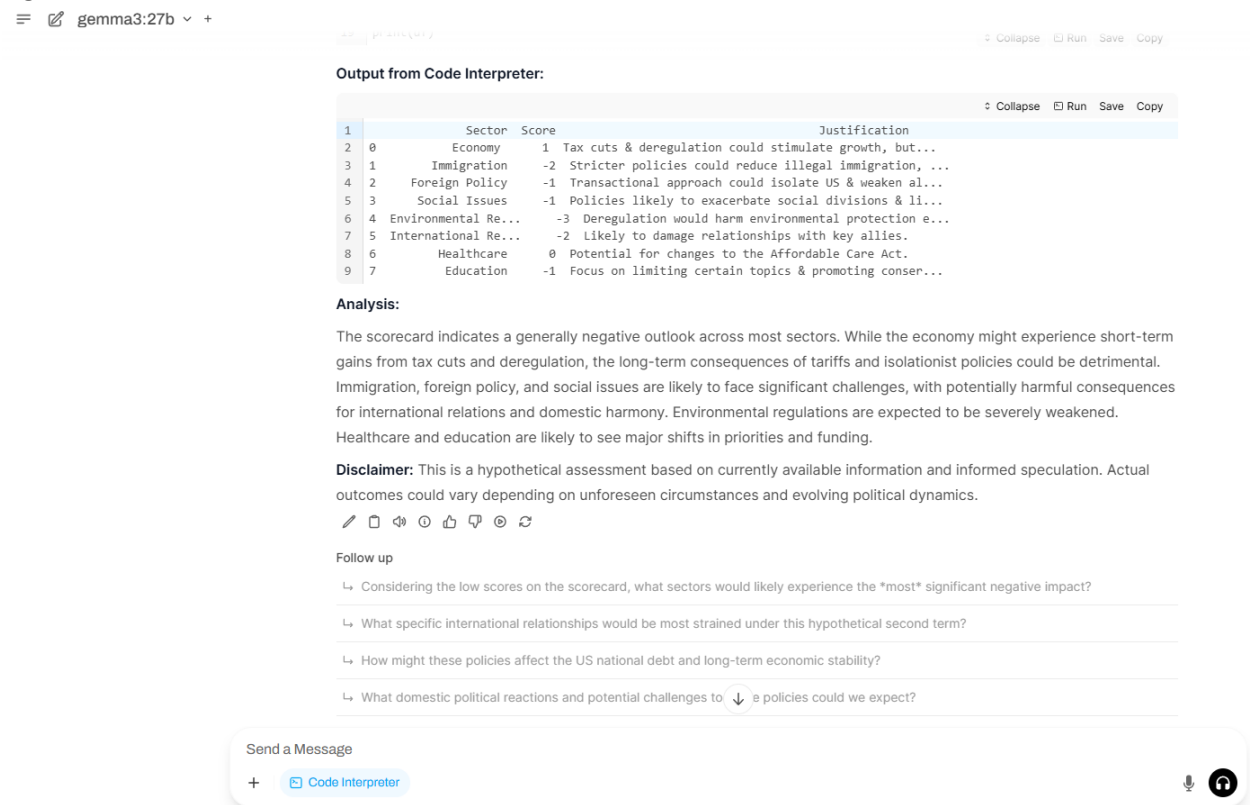 gemma3:27b
Collapse Run Save Copy
Output from Code Interpreter:
Collapse Run Save Copy
1 Sector Score Justification
2 0 Economy 1 Tax cuts & deregulation could stimulate growth, but...
3 1 Immigration -2 Stricter policies could reduce illegal immigration, ...
4 2 Foreign Policy -1 Transactional approach could isolate US & weaken al...
5 3 Social Issues -1 Policies likely to exacerbate social divisions & li...
6 4 Environmental Re... -3 Deregulation would harm environmental protection e...
7 5 International Re... -2 Likely to damage relationships with key allies.
8 6 Healthcare 0 Potential for changes to the Affordable Care Act.
9 7 Education -1 Focus on limiting certain topics & promoting conser...
Analysis:
The scorecard indicates a generally negative outlook across most sectors. While the economy might experience short-term
gains from tax cuts and deregulation, the long-term consequences of tariffs and isolationist policies could be detrimental.
Immigration, foreign policy, and social issues are likely to face significant challenges, with potentially harmful consequences
for international relations and domestic harmony. Environmental regulations are expected to be severely weakened.
Healthcare and education are likely to see major shifts in priorities and funding.
Disclaimer: This is a hypothetical assessment based on currently available information and informed speculation. Actual
outcomes could vary depending on unforeseen circumstances and evolving political dynamics.
Follow up
Considering the low scores on the scorecard, what sectors would likely experience the *most* significant negative impact?
What specific international relationships would be most strained under this hypothetical second term?
How might these policies affect the US national debt and long-term economic stability?
What domestic political reactions and potential challenges to e policies could we expect?
Send a Message
Code Interpreter